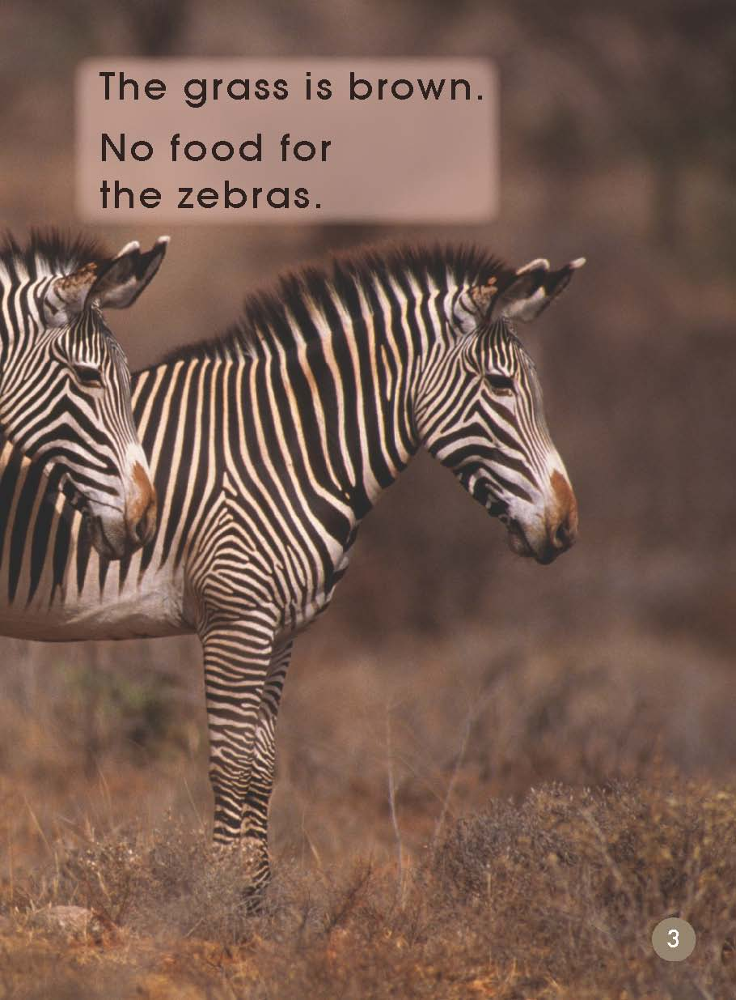 The grass is brown.
No food for
the zebras.
3